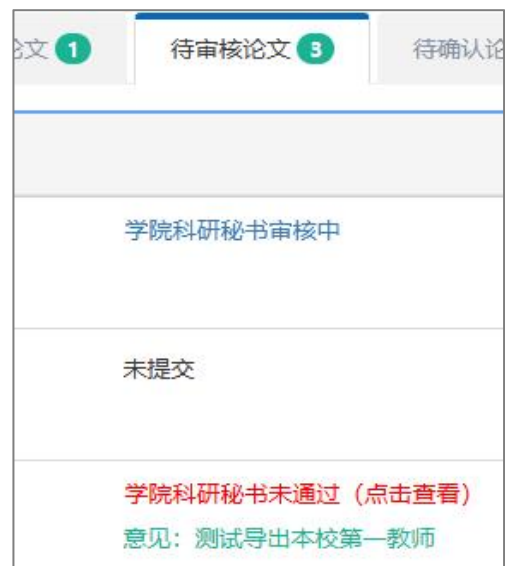 论文 1 待审核论文 3 待确认论
学院科研秘书审核中
未提交
学院科研秘书未通过（点击查看）
意见：测试导出本校第一教师